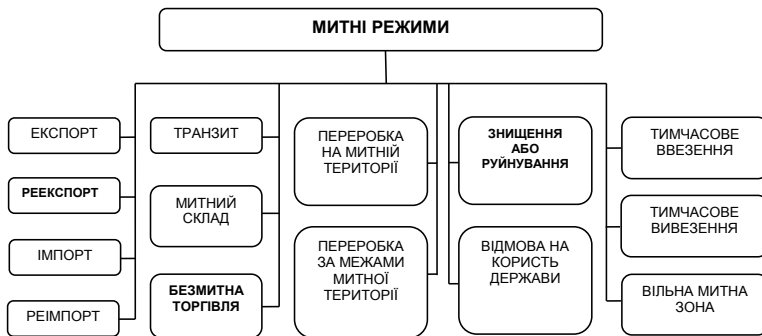 МИТНІ РЕЖИМИ
ЕКСПОРТ
РЕЕКСПОРТ
ІМПОРТ
РЕІМПОРТ
ТРАНЗИТ
МИТНИЙ
СКЛАД
БЕЗМИТНА
ТОРГІВЛЯ
ПЕРЕРОБКА
НА МИТНІЙ
ТЕРИТОРІЇ
ПЕРЕРОБКА
ЗА МЕЖАМИ
МИТНОЇ
ТЕРИТОРІЇ
ЗНИЩЕННЯ
АБО
РУЙНУВАННЯ
ВІДМОВА НА
КОРИСТЬ
ДЕРЖАВИ
ТИМЧАСОВЕ
ВВЕЗЕННЯ
ТИМЧАСОВЕ
ВИВЕЗЕННЯ
ВІЛЬНА МИТНА
ЗОНА